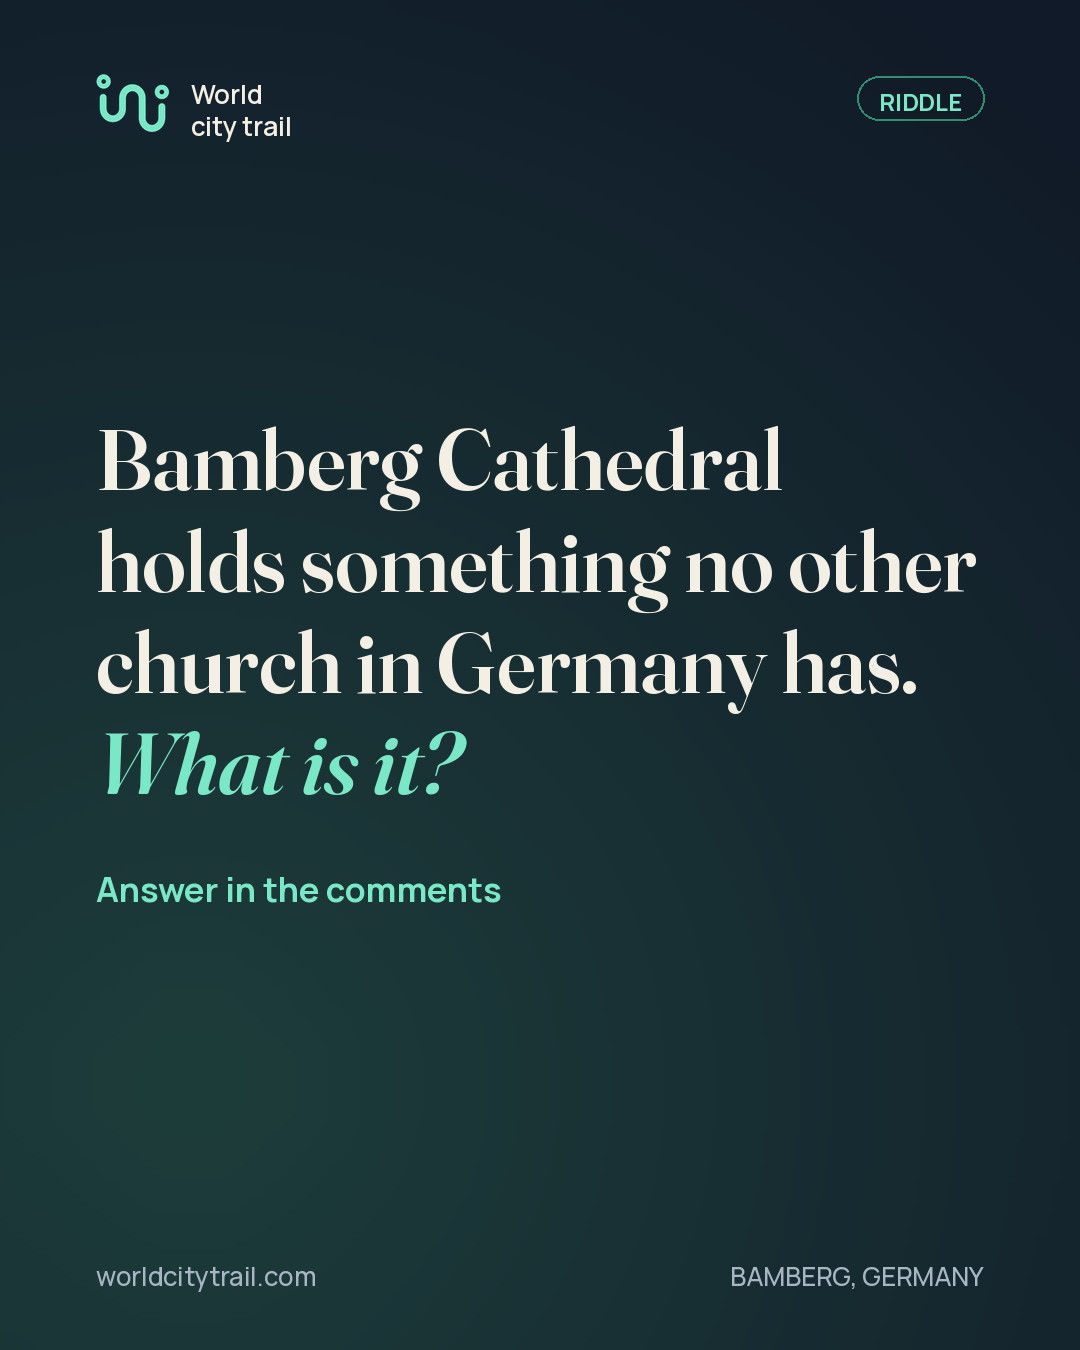 World
city trail
RIDDLE
Bamberg Cathedral
holds something no other
church in Germany has.
What is it?
Answer in the comments
worldcitytrail.com
BAMBERG, GERMANY